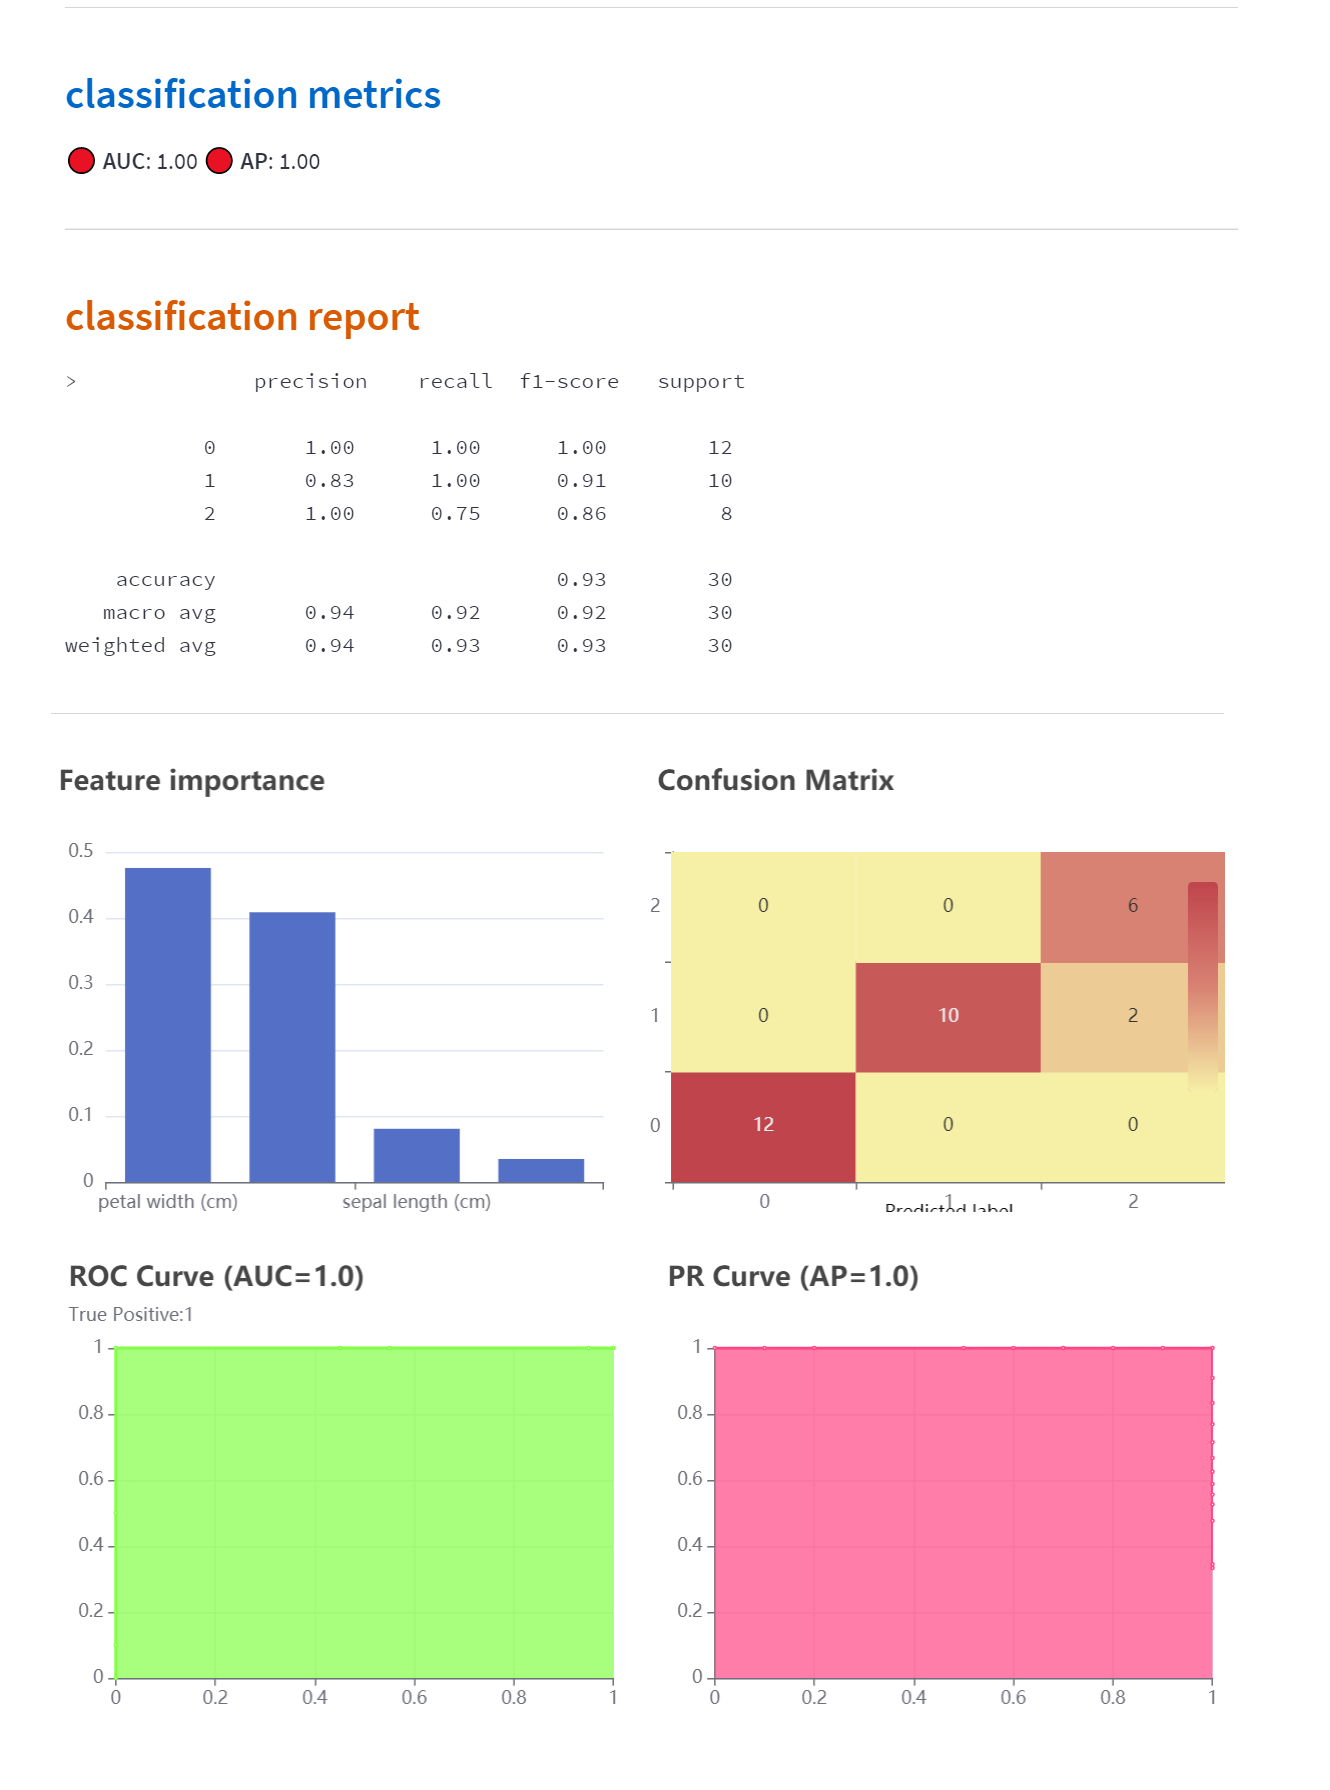 classification metrics
AUC: 1.00 AP: 1.00
classification report
> precision recall f1-score support
0 1.00 1.00 1.00 12
1 0.83 1.00 0.91 10
2 1.00 0.75 0.86 8
accuracy 0.93 30
macro avg 0.94 0.92 0.92 30
weighted avg 0.94 0.93 0.93 30
Feature importance
0.5
0.4
0.3
0.2
0.1
0
petal width (cm) sepal length (cm)
Confusion Matrix
2 0 0 6
1 0 10 2
0 12 0 0
0 1 2
Predicted label
ROC Curve (AUC=1.0)
True Positive:1
1
0.8
0.6
0.4
0.2
0
0 0.2 0.4 0.6 0.8 1
PR Curve (AP=1.0)
1
0.8
0.6
0.4
0.2
0
0 0.2 0.4 0.6 0.8 1